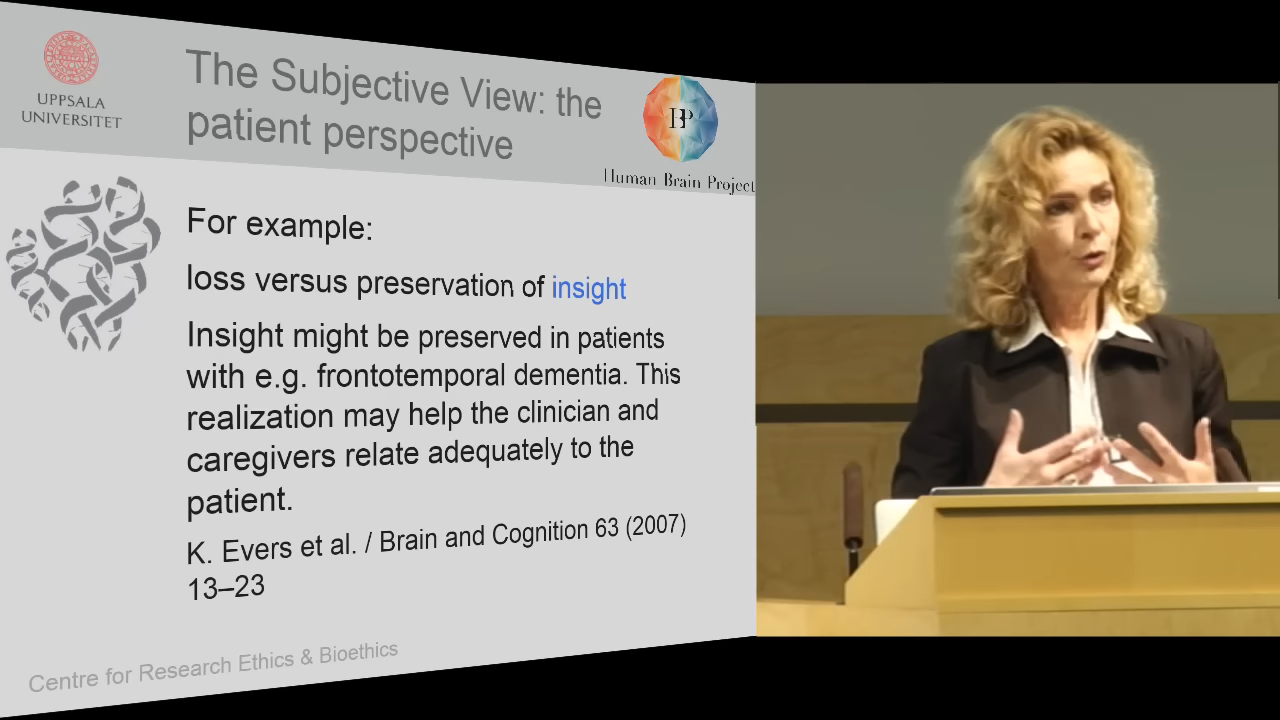 UPPSALA
UNIVERSITET
The Subjective View: the
patient perspective
Human Brain Project
For example:
loss versus preservation of insight
Insight might be preserved in patients
with e.g. frontotemporal dementia. This
realization may help the clinician and
caregivers relate adequately to the
patient.
K. Evers et al. / Brain and Cognition 63 (2007)
13–23
Centre for Research Ethics & Bioethics